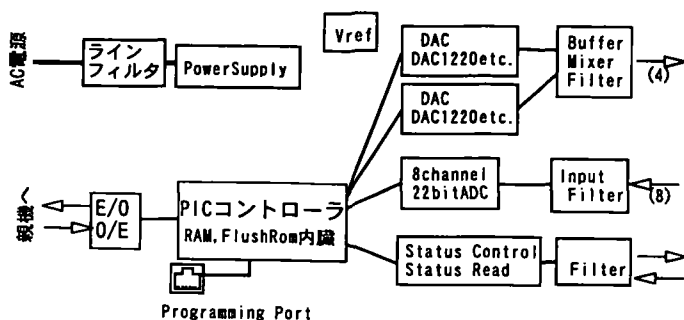 AC電源
ライン
フィルタ
PowerSupply
Vref
DAC
DAC1220etc.
DAC
DAC1220etc.
Buffer
Mixer
Filter
(4)
親機へ
E/O
O/E
PICコントローラ
RAM,FlushRom内臓
8channel
22bitADC
Input
Filter
(8)
Status Control
Status Read
Filter
Programming Port